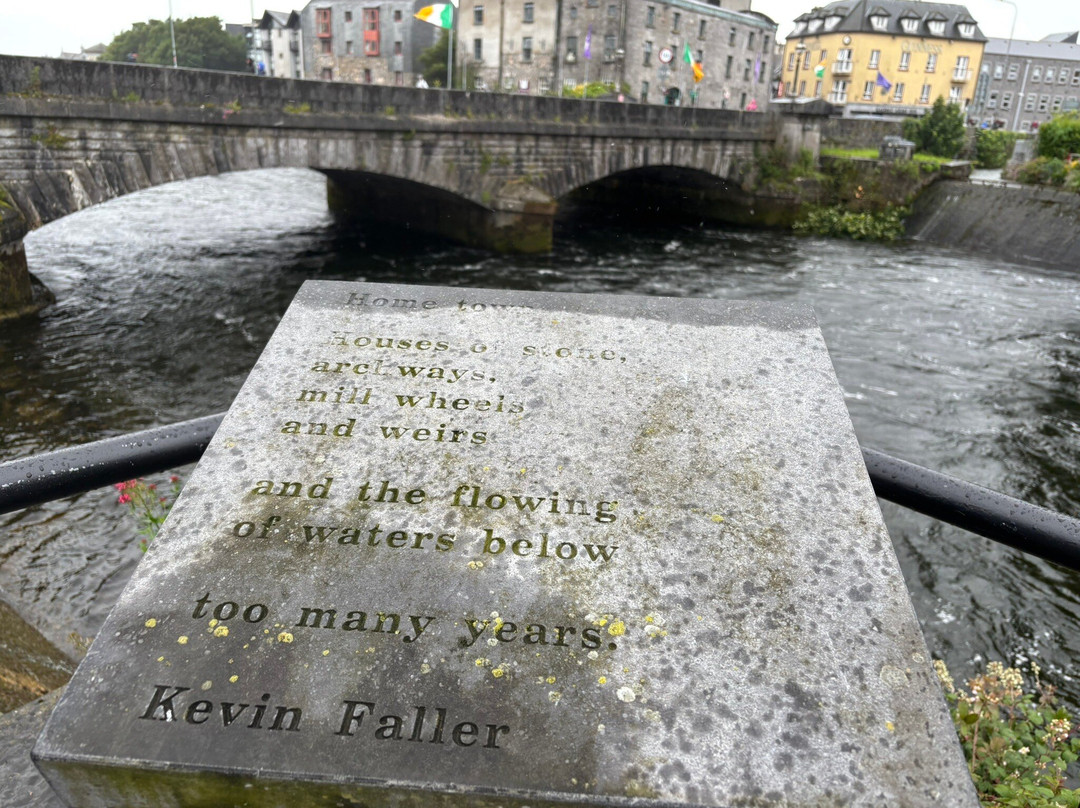 Home town
Houses of stone,
archways,
mill wheels
and weirs
and the flowing
of waters below
too many years.
Kevin Faller